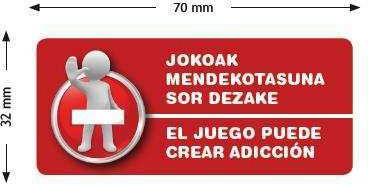 70 mm
32 mm
JOKOAK
MENDEKOTASUNA
SOR DEZAKE
EL JUEGO PUEDE
CREAR ADICCIÓN